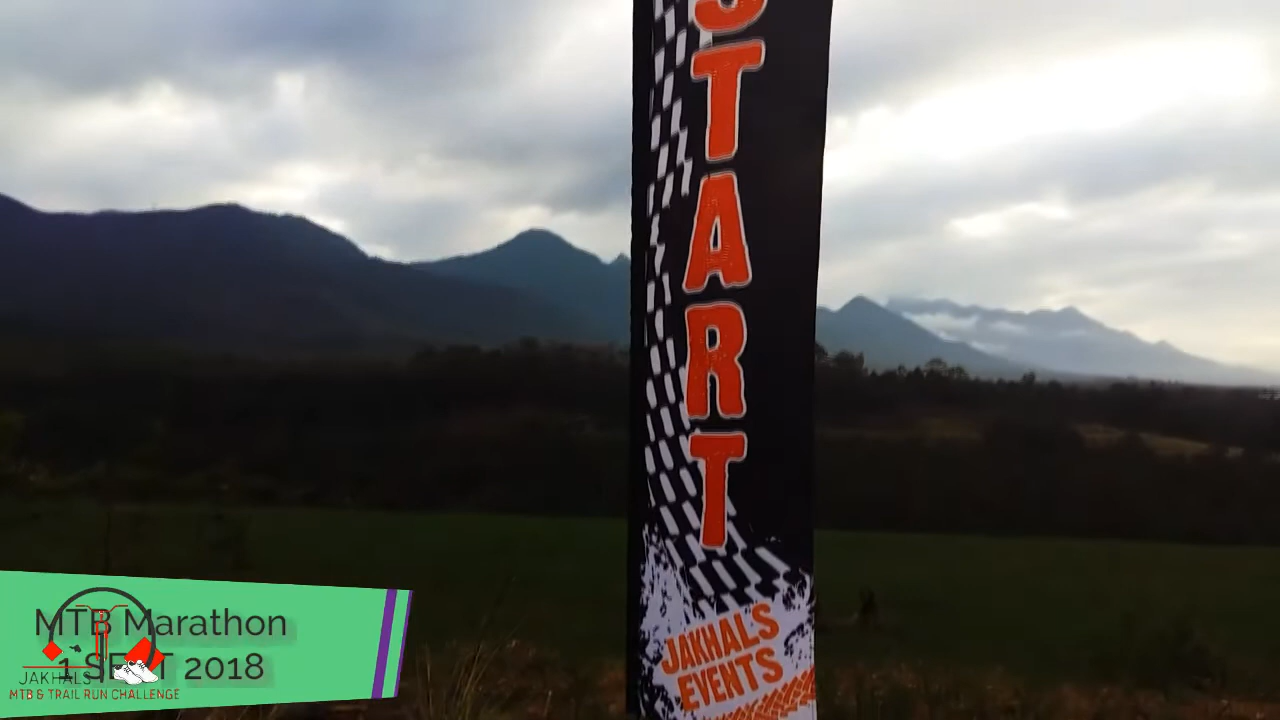 START
JAKHALS
EVENTS
MTB Marathon
1 SEPT 2018
JAKHALS
MTB & TRAIL RUN CHALLENGE